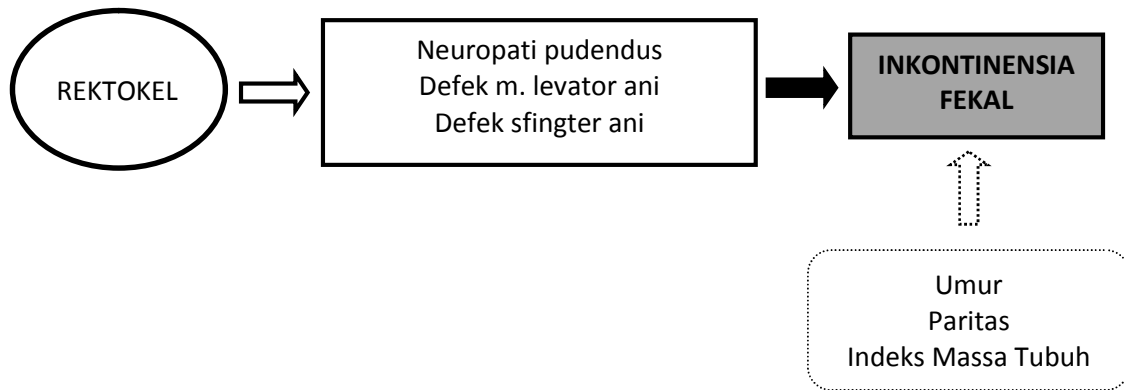 REKTOKEL
Neuropati pudendus
Defek m. levator ani
Defek sfingter ani
INKONTINENSIA
FEKAL
Umur
Paritas
Indeks Massa Tubuh